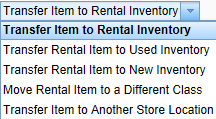 Transfer Item to Rental Inventory
Transfer Item to Rental Inventory
Transfer Rental Item to Used Inventory
Transfer Rental Item to New Inventory
Move Rental Item to a Different Class
Transfer Item to Another Store Location